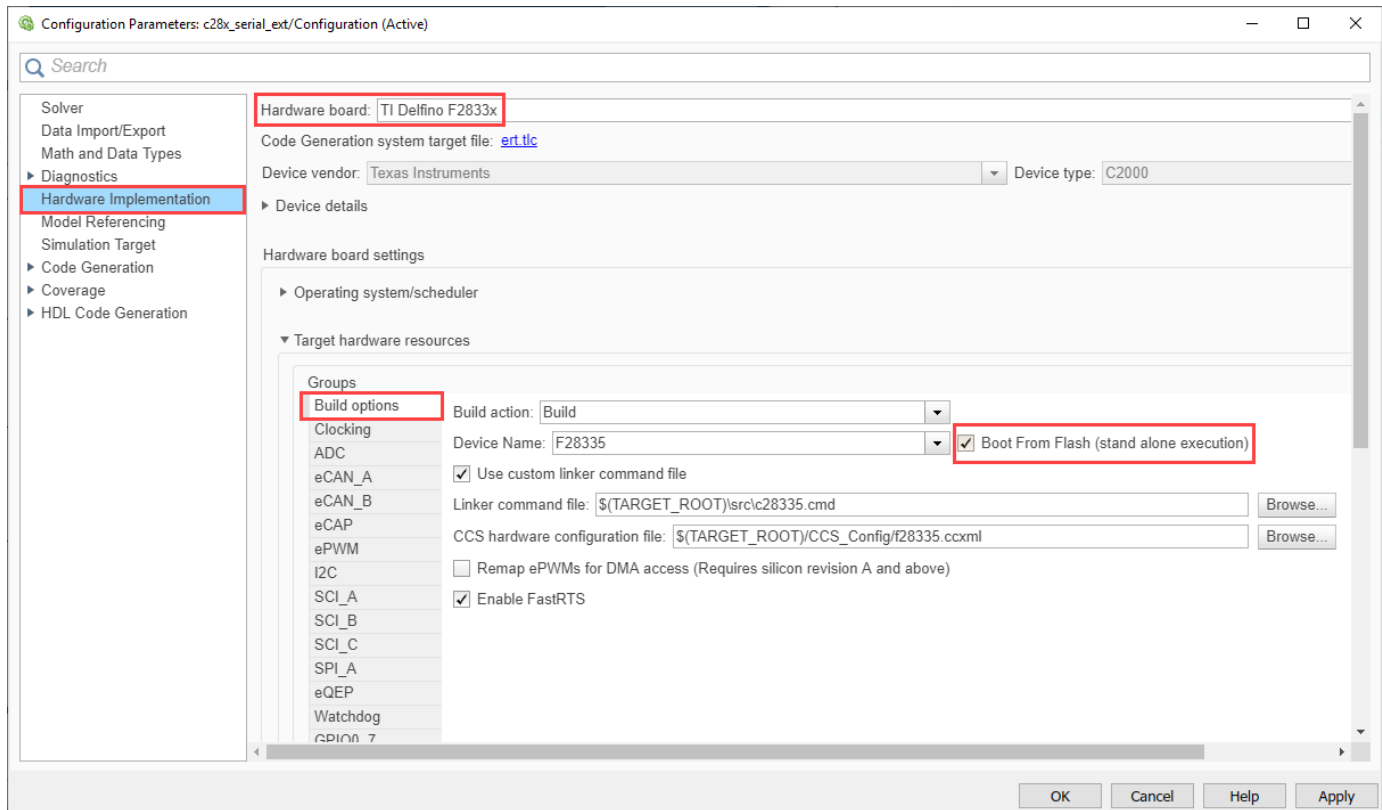 Configuration Parameters: c28x_serial_ext/Configuration (Active)
Search
Solver
Data Import/Export
Math and Data Types
Diagnostics
Hardware Implementation
Model Referencing
Simulation Target
Code Generation
Coverage
HDL Code Generation
Hardware board: TI Delfino F2833x
Code Generation system target file: ert.tlc
Device vendor: Texas Instruments Device type: C2000
Device details
Hardware board settings
Operating system/scheduler
Target hardware resources
Groups
Build options
Clocking
ADC
eCAN_A
eCAN_B
eCAP
ePWM
I2C
SCI_A
SCI_B
SCI_C
SPI_A
eQEP
Watchdog
GPIO0_7
Build action: Build
Device Name: F28335 Boot From Flash (stand alone execution)
Use custom linker command file
Linker command file: $(TARGET_ROOT)\src\c28335.cmd Browse...
CCS hardware configuration file: $(TARGET_ROOT)/CCS_Config/f28335.ccxml Browse...
Remap ePWMs for DMA access (Requires silicon revision A and above)
Enable FastRTS
OK Cancel Help Apply